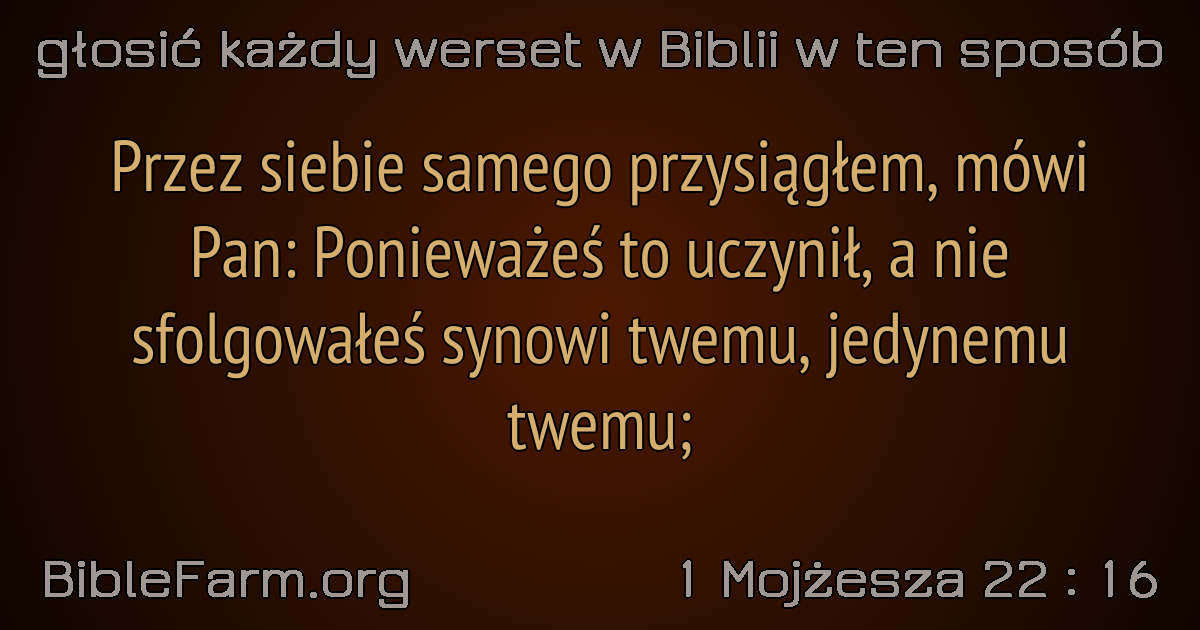 głosić każdy werset w Biblii w ten sposób
Przez siebie samego przysiągłem, mówi
Pan: Ponieważeś to uczynił, a nie
sfolgowałeś synowi twemu, jedynemu
twemu;
BibleFarm.org
1 Mojżesza 22 : 16